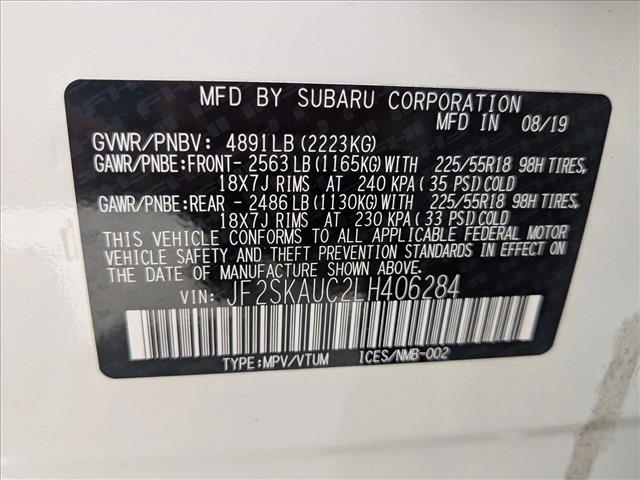 MFD BY SUBARU CORPORATION
MFD IN 08/19
GVWR/PNBV: 4891LB (2223KG)
GAWR/PNBE:FRONT- 2563 LB (1165KG) WITH 225/55R18 98H TIRES,
18X7J RIMS AT 240 KPA (35 PSI) COLD
GAWR/PNBE:REAR - 2486 LB (1130KG) WITH 225/55R18 98H TIRES,
18X7J RIMS AT 230 KPA (33 PSI) COLD
THIS VEHICLE CONFORMS TO ALL APPLICABLE FEDERAL MOTOR
VEHICLE SAFETY AND THEFT PREVENTION STANDARDS IN EFFECT ON
THE DATE OF MANUFACTURE SHOWN ABOVE.
VIN: JF2SKAUC2LH406284
TYPE:MPV/VTUM ICES/NMB-002